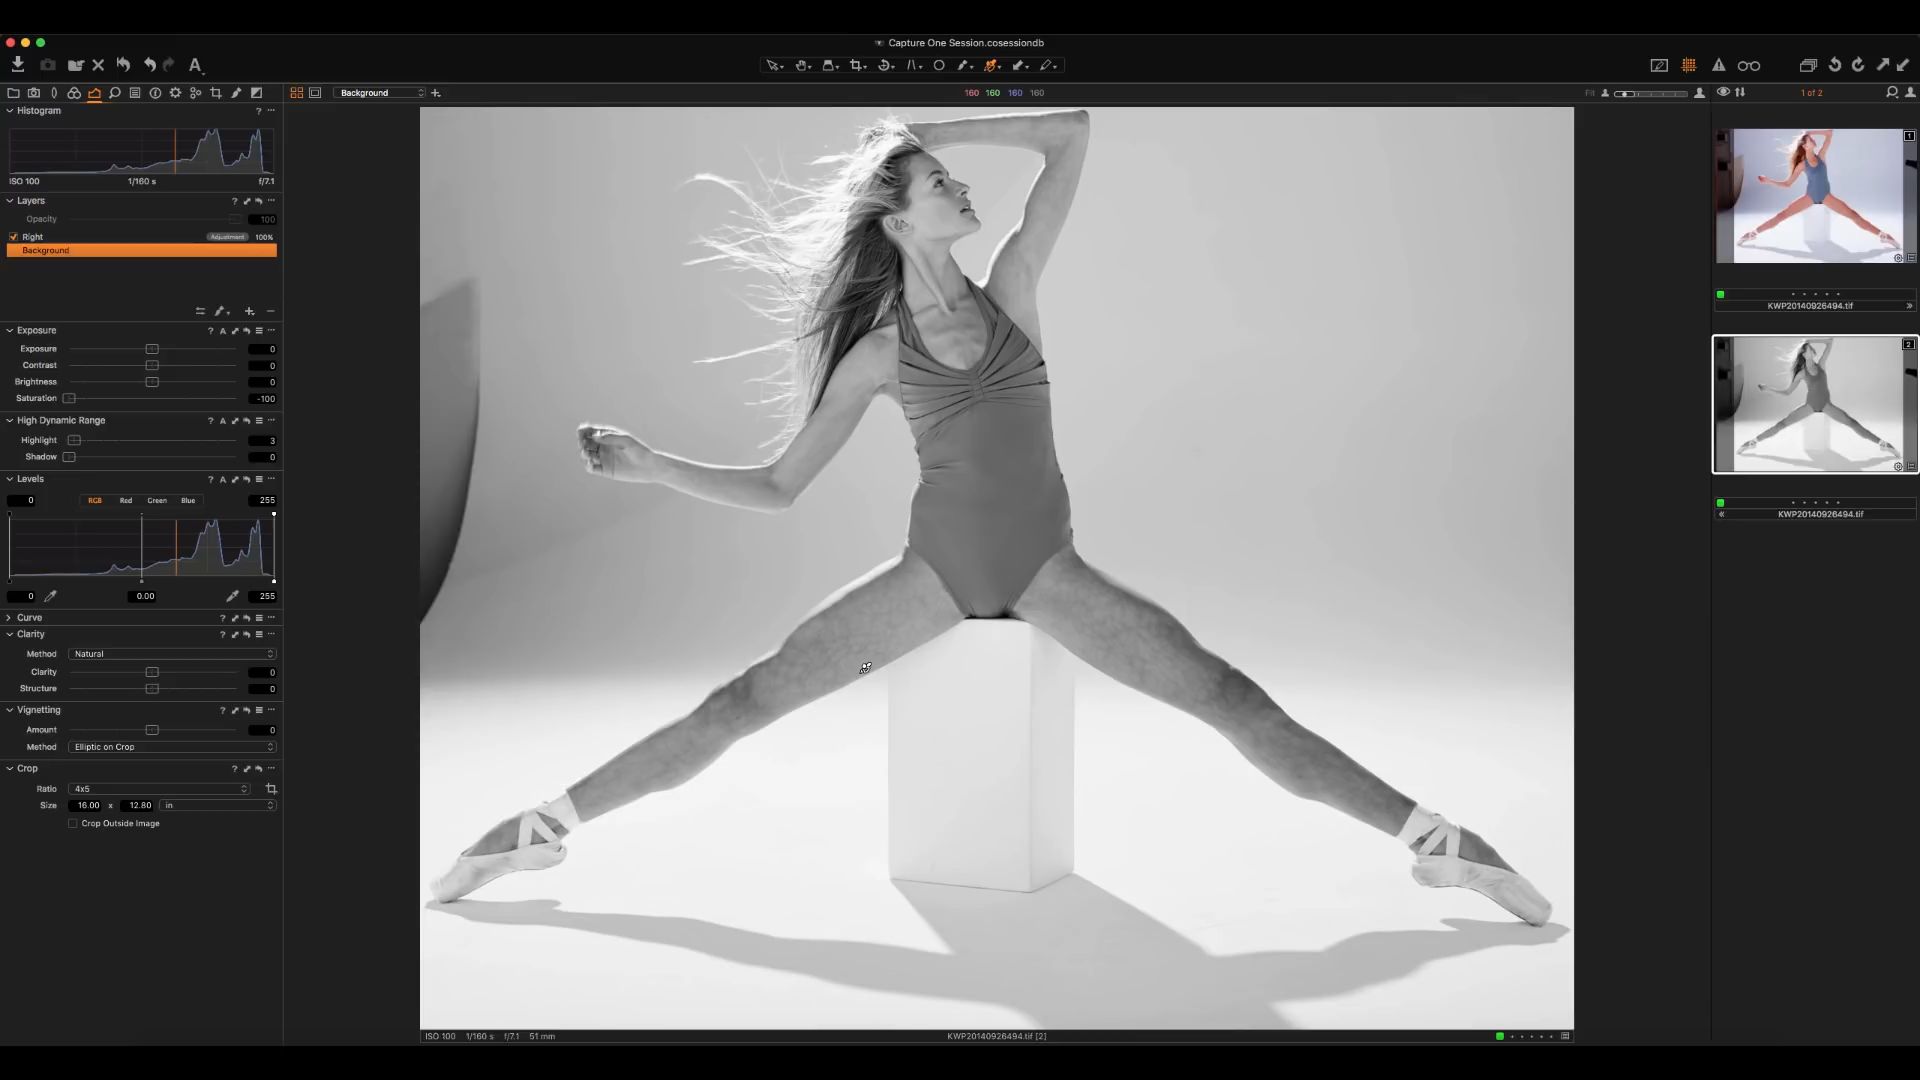 Capture One Session.cosessiondb
A
Background
160 160 160 160
Fit
1 of 2
Histogram ?
ISO 100 1/160 s f/7.1
Layers ?
Opacity 100
Right Adjustment 100%
Background
Exposure ? A
Exposure 0
Contrast 0
Brightness 0
Saturation -100
High Dynamic Range ? A
Highlight 3
Shadow 0
Levels ? A
0 RGB Red Green Blue 255
0 0.00 255
Curve ?
Clarity ?
Method Natural
Clarity 0
Structure 0
Vignetting ?
Amount 0
Method Elliptic on Crop
Crop ?
Ratio 4x5
Size 16.00 x 12.80 in
Crop Outside Image
ISO 100 1/160 s f/7.1 51 mm
KWP20140926494.tif [2]
1
KWP20140926494.tif
2
KWP20140926494.tif